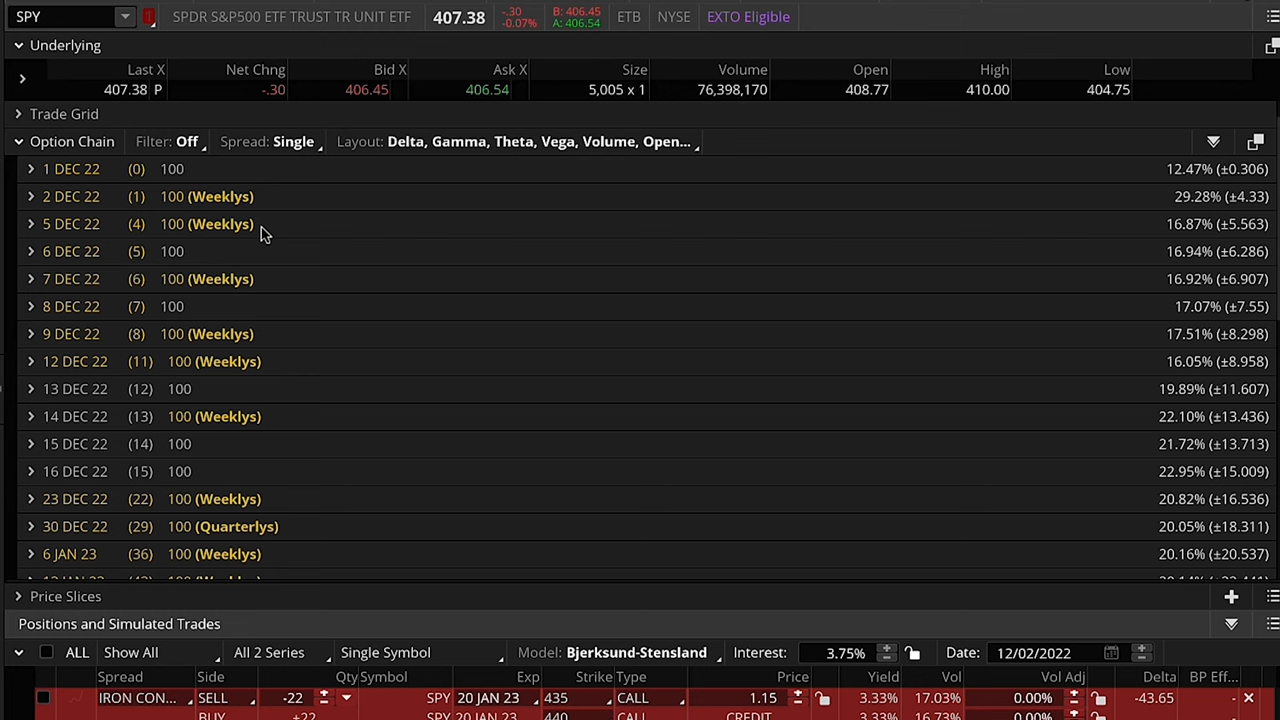 SPY SPDR S&P500 ETF TRUST TR UNIT ETF 407.38 -.30 -0.07% B: 406.45 A: 406.54 ETB NYSE EXTO Eligible
Underlying
Last X Net Chng Bid X Ask X Size Volume Open High Low
407.38 P -.30 406.45 406.54 5,005 x 1 76,398,170 408.77 410.00 404.75
Trade Grid
Option Chain Filter: Off Spread: Single Layout: Delta, Gamma, Theta, Vega, Volume, Open...
1 DEC 22 (0) 100 12.47% (±0.306)
2 DEC 22 (1) 100 (Weeklys) 29.28% (±4.33)
5 DEC 22 (4) 100 (Weeklys) 16.87% (±5.563)
6 DEC 22 (5) 100 16.94% (±6.286)
7 DEC 22 (6) 100 (Weeklys) 16.92% (±6.907)
8 DEC 22 (7) 100 17.07% (±7.55)
9 DEC 22 (8) 100 (Weeklys) 17.51% (±8.298)
12 DEC 22 (11) 100 (Weeklys) 16.05% (±8.958)
13 DEC 22 (12) 100 19.89% (±11.607)
14 DEC 22 (13) 100 (Weeklys) 22.10% (±13.436)
15 DEC 22 (14) 100 21.72% (±13.713)
16 DEC 22 (15) 100 22.95% (±15.009)
23 DEC 22 (22) 100 (Weeklys) 20.82% (±16.536)
30 DEC 22 (29) 100 (Quarterlys) 20.05% (±18.311)
6 JAN 23 (36) 100 (Weeklys) 20.16% (±20.537)
Price Slices
Positions and Simulated Trades
ALL Show All All 2 Series Single Symbol Model: Bjerksund-Stensland Interest: 3.75% Date: 12/02/2022
Spread Side Qty Symbol Exp Strike Type Price Yield Vol Vol Adj Delta BP Eff...
IRON CON... SELL -22 SPY 20 JAN 23 435 CALL 1.15 3.33% 17.03% 0.00% -43.65 -
BUY +22 SPY 20 JAN 23 440 CALL CREDIT 3.33% 16.73% 0.00%